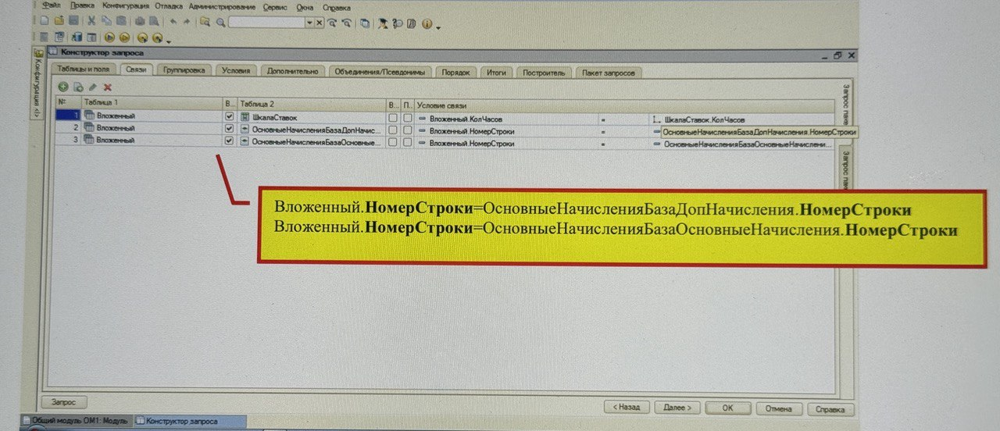 Файл Правка Конфигурация Отладка Администрирование Сервис Окна Справка
Конструктор запроса
Таблицы и поля Связи Группировка Условия Дополнительно Объединения/Псевдонимы Порядок Итоги Построитель Пакет запросов
Конфигурация <И>
№ Таблица 1 В... Таблица 2 В... П... Условие связи
1 Вложенный ШкалаСтавок Вложенный.КолЧасов = ШкалаСтавок.КолЧасов
2 Вложенный ОсновныеНачисленияБазаДопНачис... Вложенный.НомерСтроки = ОсновныеНачисленияБазаДопНачисления.НомерСтроки
3 Вложенный ОсновныеНачисленияБазаОсновные... Вложенный.НомерСтроки = ОсновныеНачисленияБазаОсновныеНачислени...
Запрос
Запрос
Вложенный.НомерСтроки=ОсновныеНачисленияБазаДопНачисления.НомерСтроки
Вложенный.НомерСтроки=ОсновныеНачисленияБазаОсновныеНачисления.НомерСтроки
Запрос < Назад Далее > OK Отмена Справка
Общий модуль ОМ1: Модуль Конструктор запроса